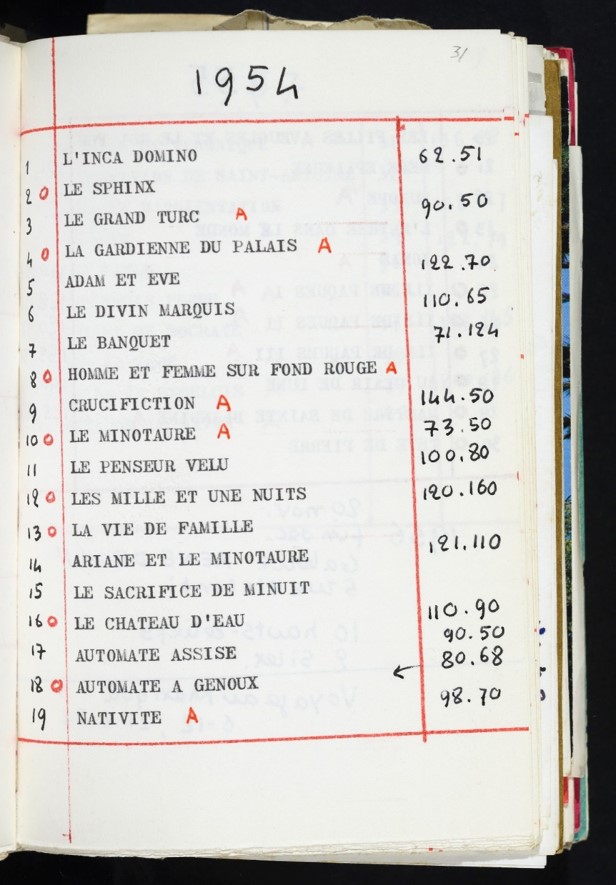 31
1954
1 L'INCA DOMINO 62.51
2 O LE SPHINX
3 LE GRAND TURC A 90.50
4 O LA GARDIENNE DU PALAIS A
5 ADAM ET EVE 122.70
6 LE DIVIN MARQUIS 110.65
7 LE BANQUET 71.124
8 O HOMME ET FEMME SUR FOND ROUGE A
9 CRUCIFICTION A 144.50
10 O LE MINOTAURE A 73.50
11 LE PENSEUR VELU 100.80
12 O LES MILLE ET UNE NUITS 120.160
13 O LA VIE DE FAMILLE
14 ARIANE ET LE MINOTAURE 121.110
15 LE SACRIFICE DE MINUIT
16 O LE CHATEAU D'EAU 110.90
17 AUTOMATE ASSISE 90.50
18 O AUTOMATE A GENOUX ← 80.68
19 NATIVITE A 98.70